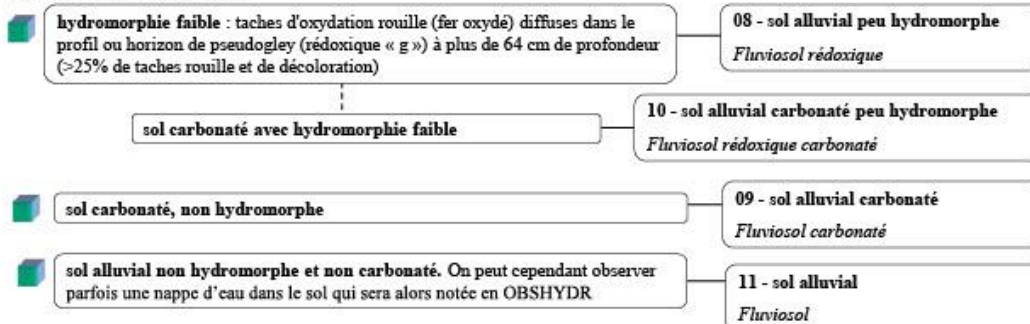 hydromorphie faible : taches d'oxydation rouille (fer oxydé) diffuses dans le
profil ou horizon de pseudogley (rédoxique « g ») à plus de 64 cm de profondeur
(>25% de taches rouille et de décoloration)
08 - sol alluvial peu hydromorphe
Fluviosol rédoxique
sol carbonaté avec hydromorphie faible
10 - sol alluvial carbonaté peu hydromorphe
Fluviosol rédoxique carbonaté
sol carbonaté, non hydromorphe
09 - sol alluvial carbonaté
Fluviosol carbonaté
sol alluvial non hydromorphe et non carbonaté. On peut cependant observer
parfois une nappe d’eau dans le sol qui sera alors notée en OBSHYDR
11 - sol alluvial
Fluviosol